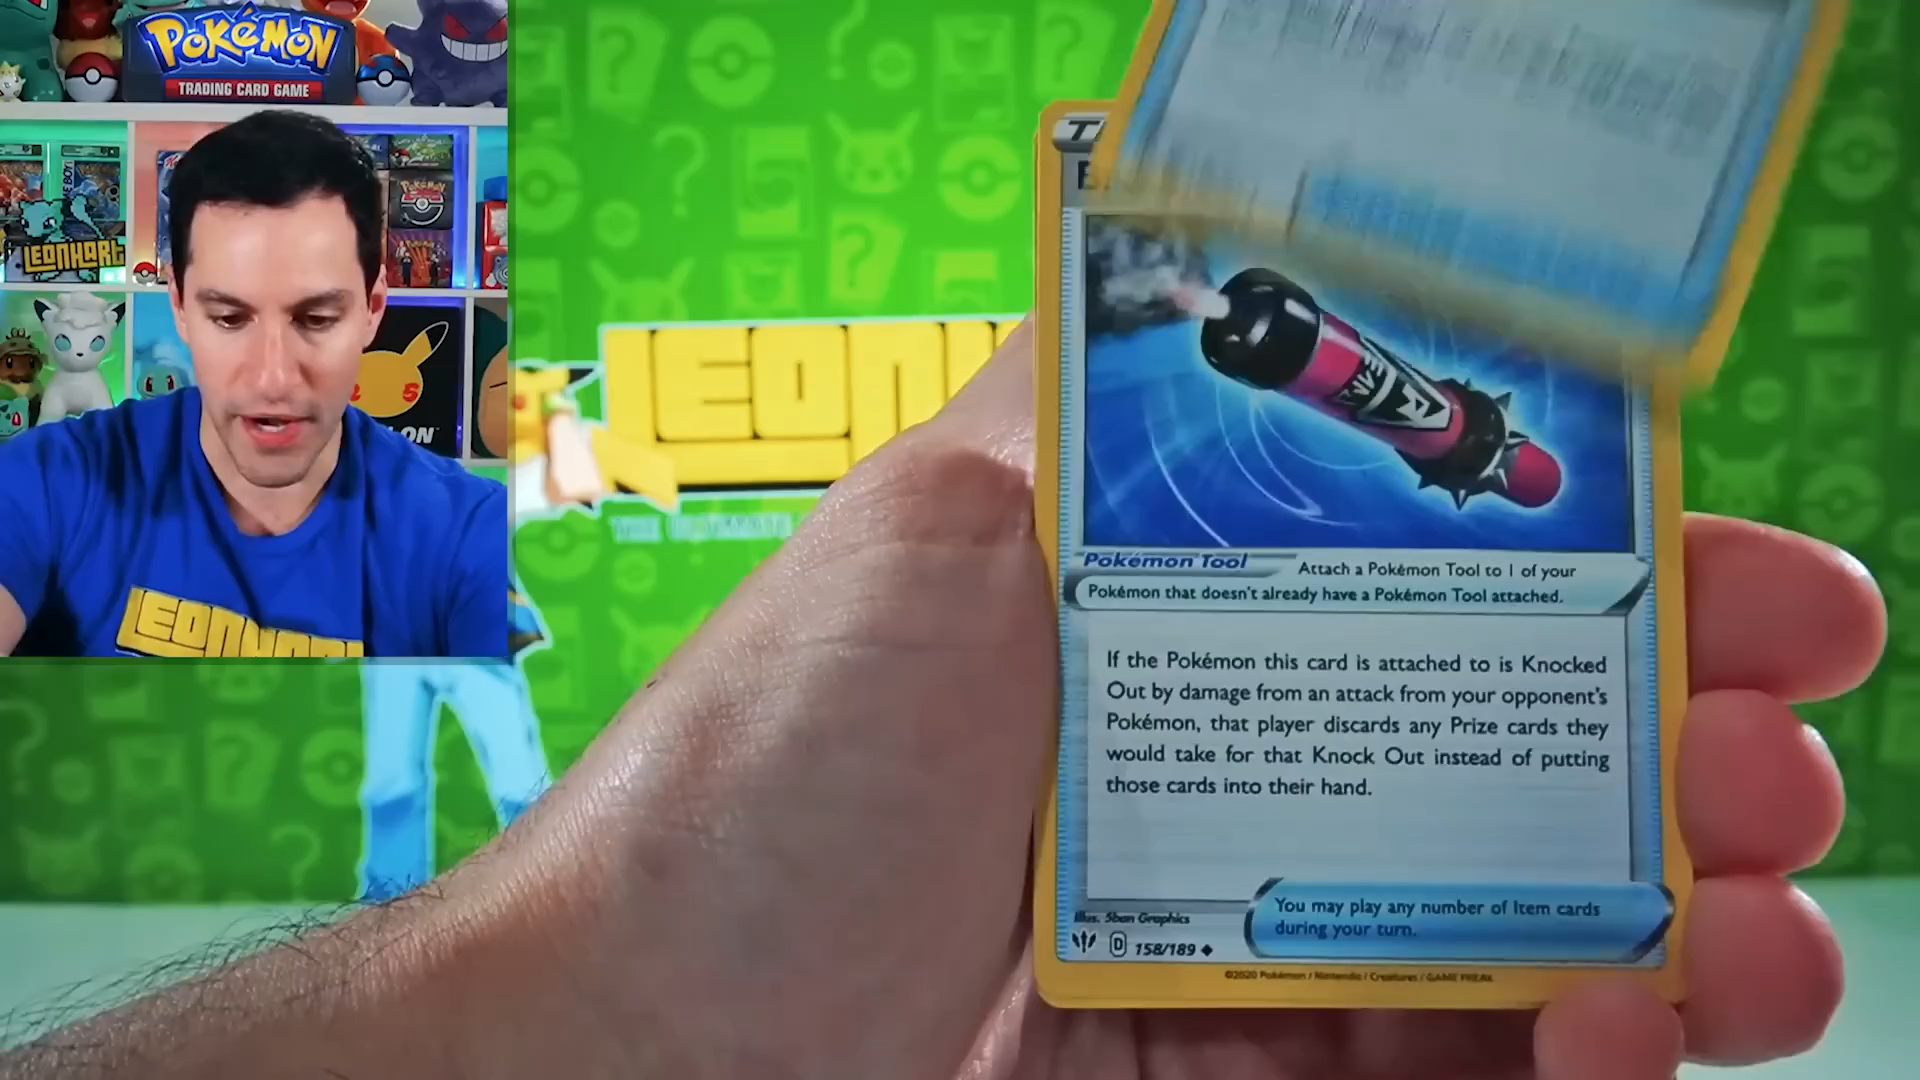 POKÉMON
TRADING CARD GAME
LEONHART
LEONHART
Pokémon Tool
Attach a Pokémon Tool to 1 of your
Pokémon that doesn't already have a Pokémon Tool attached.
If the Pokémon this card is attached to is Knocked
Out by damage from an attack from your opponent's
Pokémon, that player discards any Prize cards they
would take for that Knock Out instead of putting
those cards into their hand.
You may play any number of Item cards
during your turn.
Illus. 5ban Graphics
D 158/189
©2020 Pokémon / Nintendo / Creatures / GAME FREAK
THE ULTIMATE